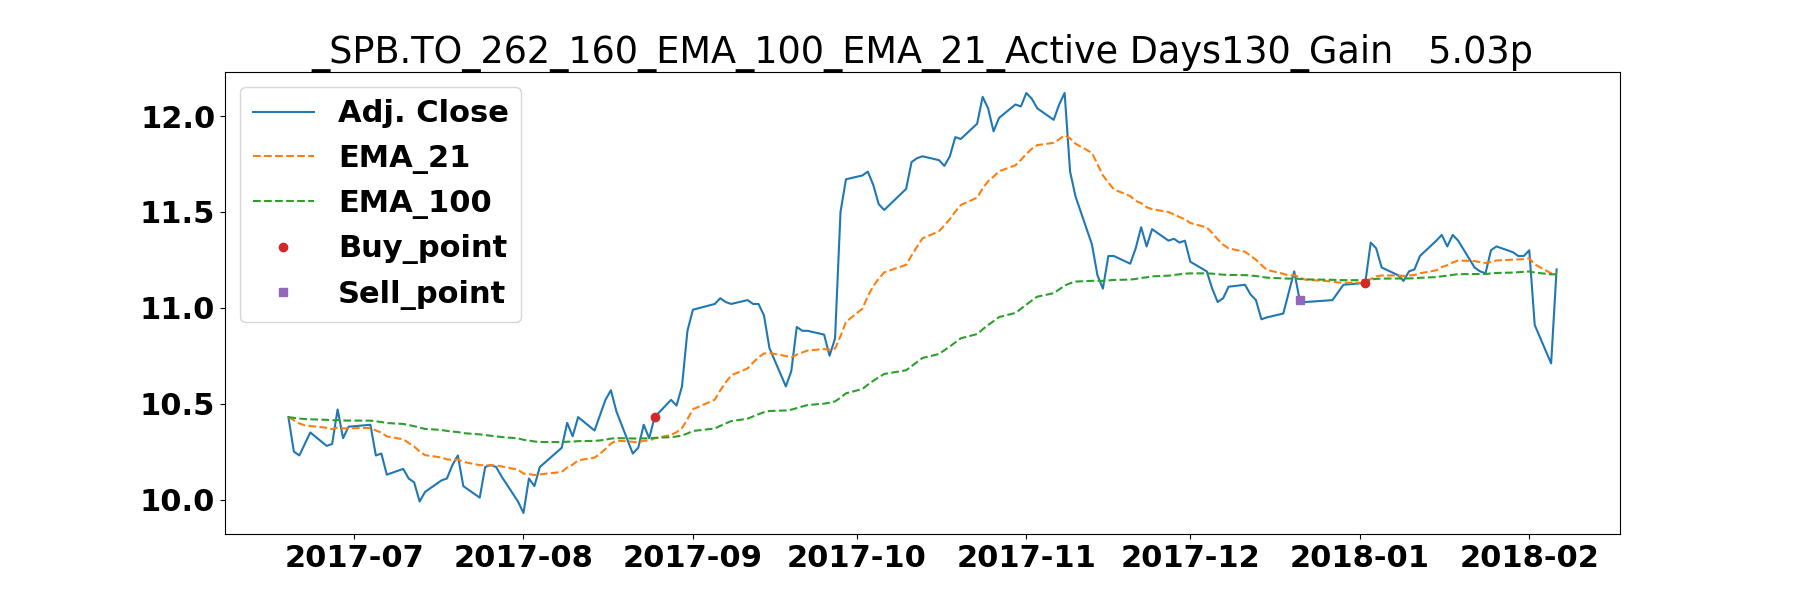 _SPB.TO_262_160_EMA_100_EMA_21_Active Days130_Gain   5.03p
Adj. Close
EMA_21
EMA_100
Buy_point
Sell_point
12.0
11.5
11.0
10.5
10.0
2017-07 2017-08 2017-09 2017-10 2017-11 2017-12 2018-01 2018-02